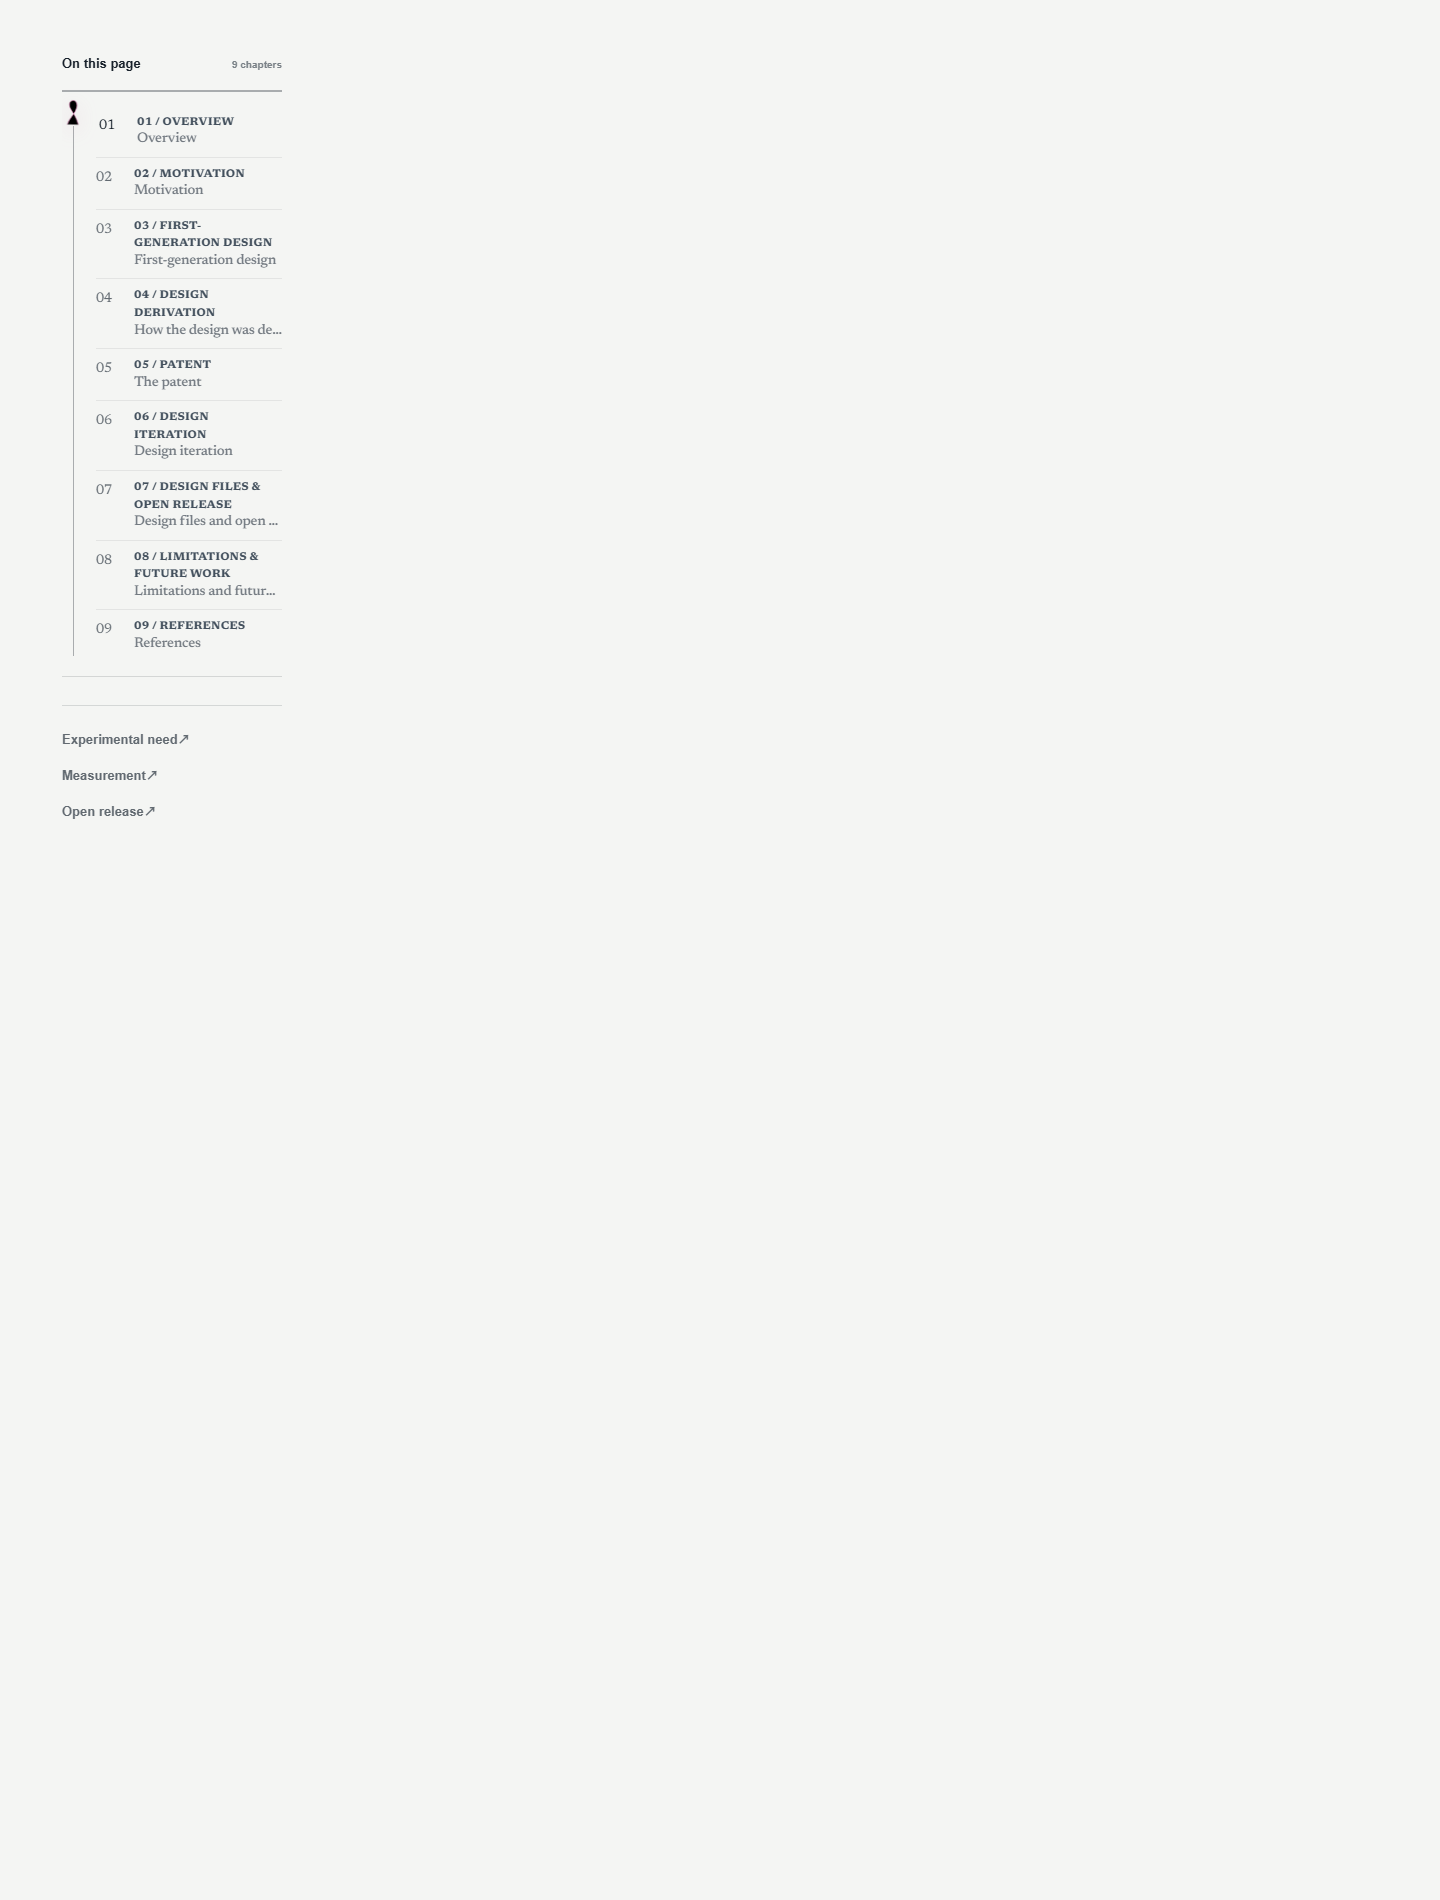 On this page
9 chapters
01
01 / OVERVIEW
Overview
02
02 / MOTIVATION
Motivation
03
03 / FIRST-
GENERATION DESIGN
First-generation design
04
04 / DESIGN
DERIVATION
How the design was de...
05
05 / PATENT
The patent
06
06 / DESIGN
ITERATION
Design iteration
07
07 / DESIGN FILES &
OPEN RELEASE
Design files and open ...
08
08 / LIMITATIONS &
FUTURE WORK
Limitations and futur...
09
09 / REFERENCES
References
Experimental need↗
Measurement↗
Open release↗